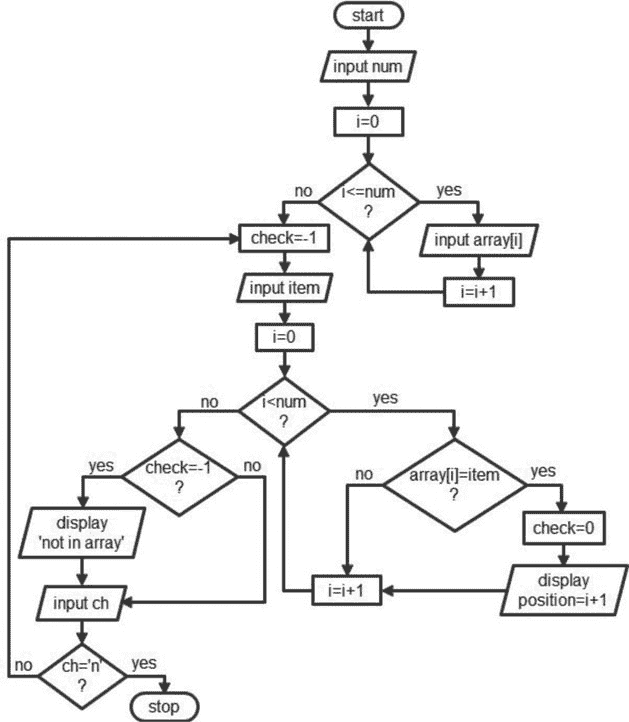 start
input num
i=0
i<=num
?
no
yes
check=-1
input array[i]
i=i+1
input item
i=0
i<num
?
no
yes
check=-1
?
yes
no
array[i]=item
?
no
yes
display
'not in array'
check=0
input ch
i=i+1
display
position=i+1
ch='n'
?
no
yes
stop